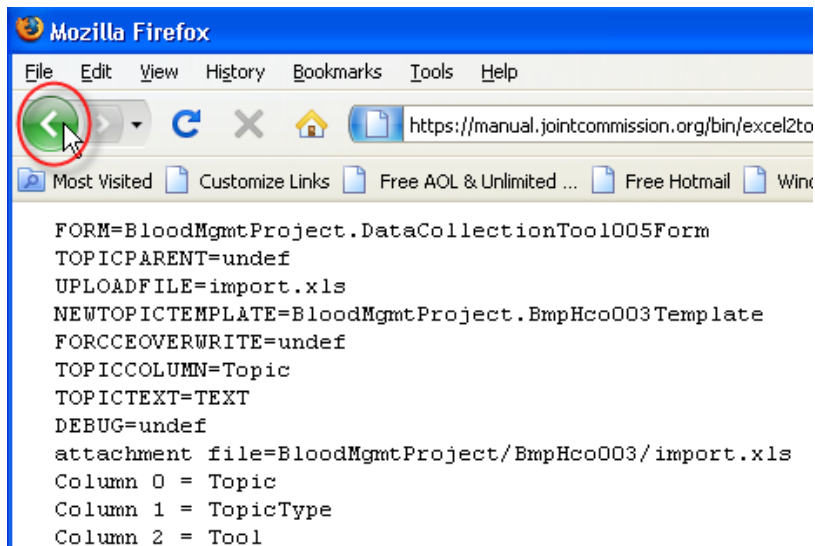 Mozilla Firefox
File Edit View History Bookmarks Tools Help
https://manual.jointcommission.org/bin/excel2to
Most Visited Customize Links Free AOL & Unlimited ... Free Hotmail Wind
FORM=BloodMgmtProject.DataCollectionTool005Form
TOPICPARENT=undef
UPLOADFILE=import.xls
NEWTOPICTEMPLATE=BloodMgmtProject.BmpHco003Template
FORCCEOVERWRITE=undef
TOPICCOLUMN=Topic
TOPICTEXT=TEXT
DEBUG=undef
attachment file=BloodMgmtProject/BmpHco003/import.xls
Column 0 = Topic
Column 1 = TopicType
Column 2 = Tool